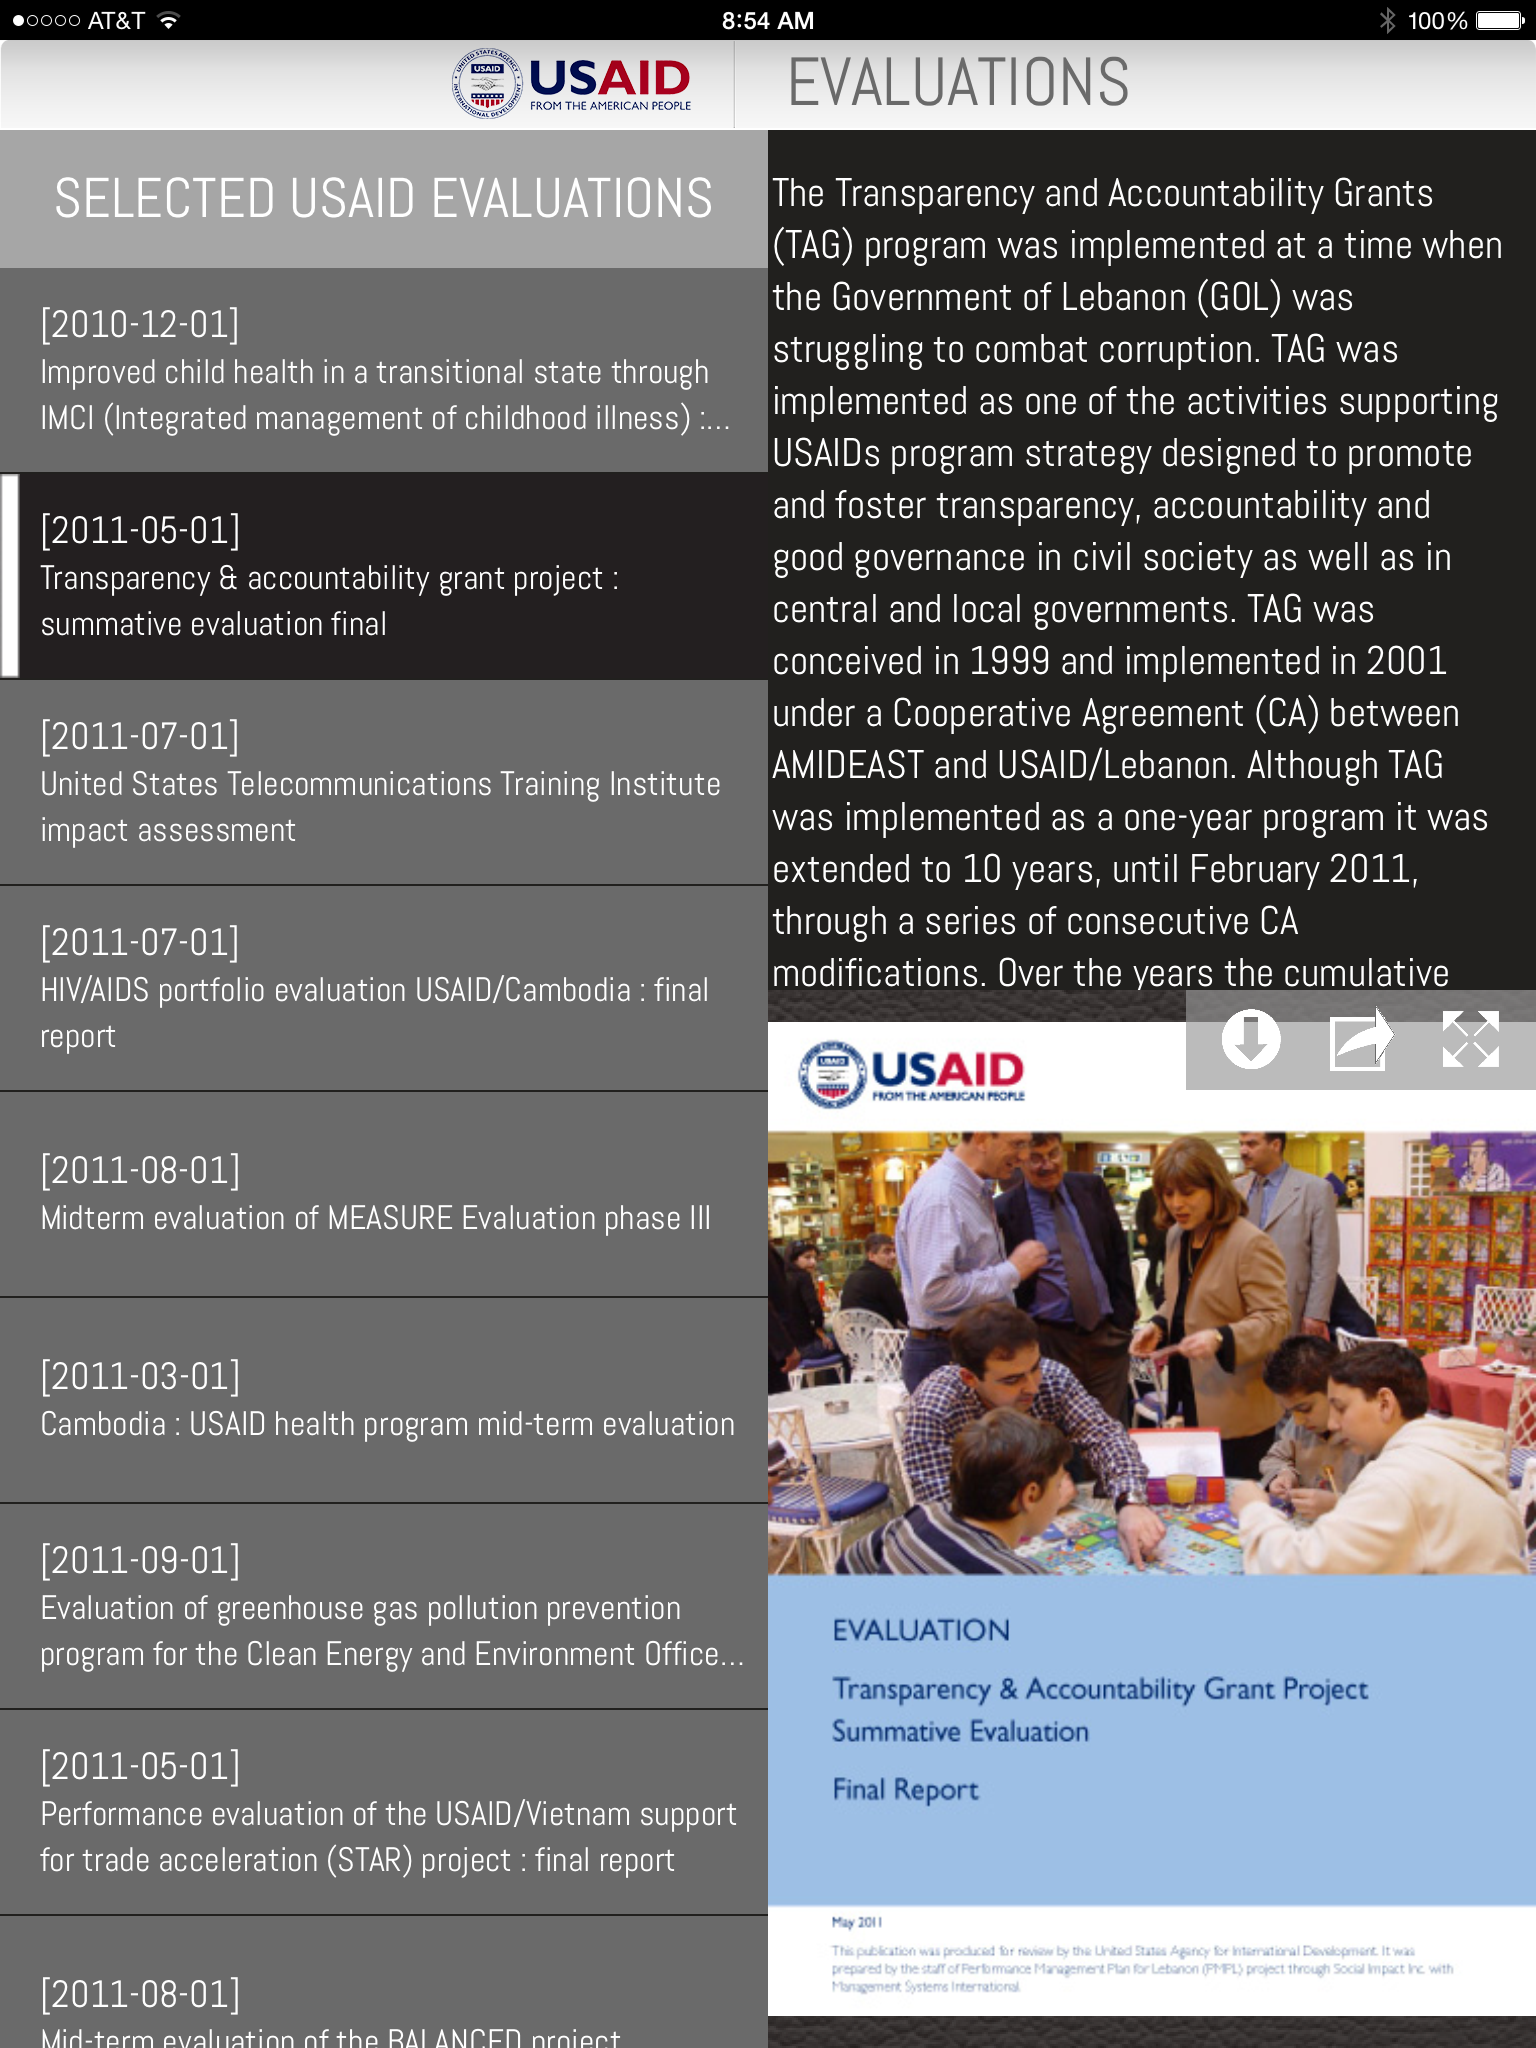 AT&T
8:54 AM
100%
USAID
FROM THE AMERICAN PEOPLE
EVALUATIONS
SELECTED USAID EVALUATIONS
[2010-12-01]
Improved child health in a transitional state through
IMCI (Integrated management of childhood illness) :...
[2011-05-01]
Transparency & accountability grant project :
summative evaluation final
[2011-07-01]
United States Telecommunications Training Institute
impact assessment
[2011-07-01]
HIV/AIDS portfolio evaluation USAID/Cambodia : final
report
[2011-08-01]
Midterm evaluation of MEASURE Evaluation phase III
[2011-03-01]
Cambodia : USAID health program mid-term evaluation
[2011-09-01]
Evaluation of greenhouse gas pollution prevention
program for the Clean Energy and Environment Office...
[2011-05-01]
Performance evaluation of the USAID/Vietnam support
for trade acceleration (STAR) project : final report
[2011-08-01]
Mid-term evaluation of the BALANCED project
The Transparency and Accountability Grants
(TAG) program was implemented at a time when
the Government of Lebanon (GOL) was
struggling to combat corruption. TAG was
implemented as one of the activities supporting
USAIDs program strategy designed to promote
and foster transparency, accountability and
good governance in civil society as well as in
central and local governments. TAG was
conceived in 1999 and implemented in 2001
under a Cooperative Agreement (CA) between
AMIDEAST and USAID/Lebanon. Although TAG
was implemented as a one-year program it was
extended to 10 years, until February 2011,
through a series of consecutive CA
modifications. Over the years the cumulative
USAID
FROM THE AMERICAN PEOPLE
EVALUATION
Transparency & Accountability Grant Project
Summative Evaluation
Final Report
May 2011
This publication was produced for review by the United States Agency for International Development. It was
prepared by the staff of Performance Management Plan for Lebanon (PMPL) project through Social Impact Inc. with
Management Systems International.